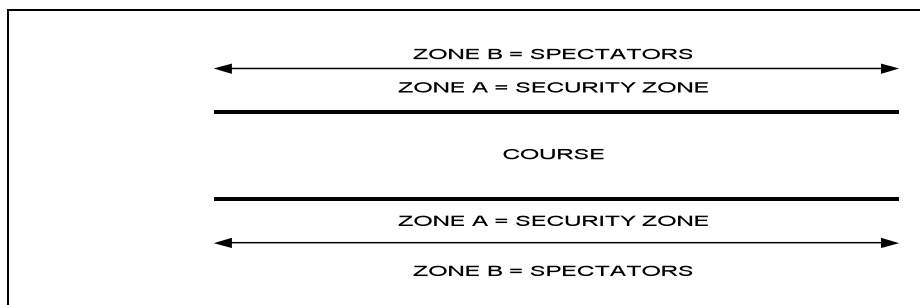 ZONE B = SPECTATORS
ZONE A = SECURITY ZONE
COURSE
ZONE A = SECURITY ZONE
ZONE B = SPECTATORS